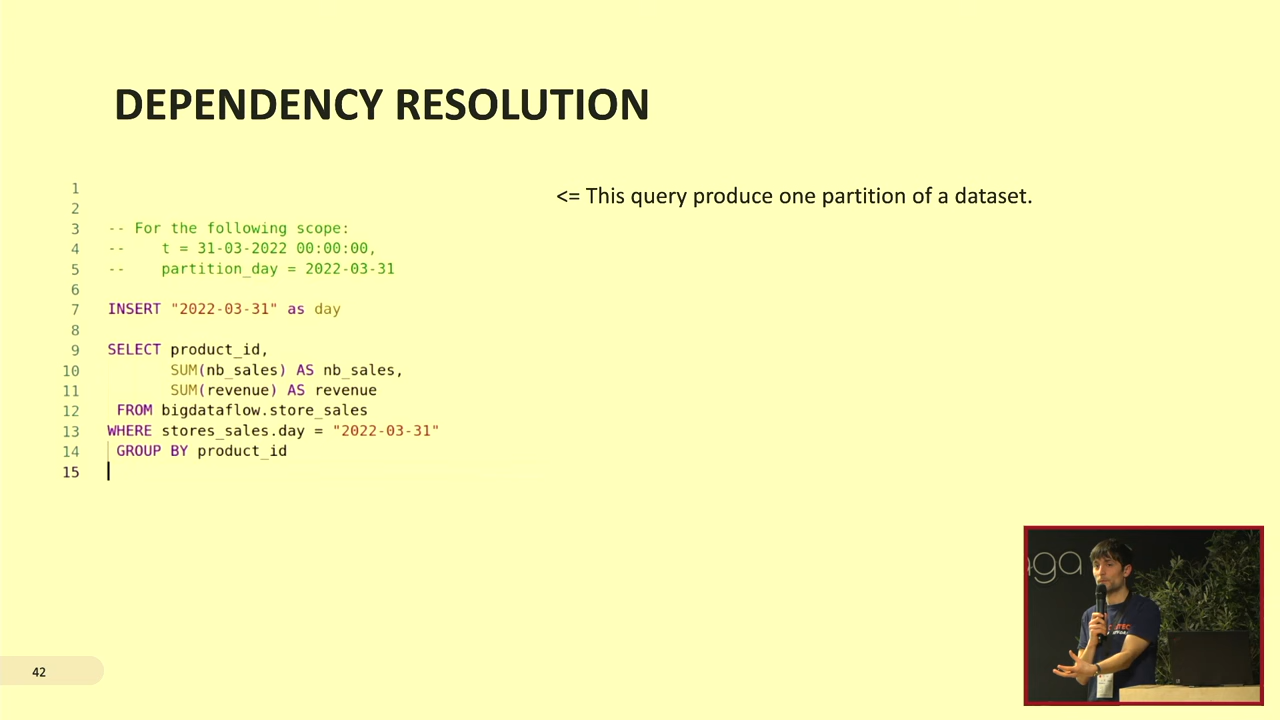 DEPENDENCY RESOLUTION
<= This query produce one partition of a dataset.
1
2
3 -- For the following scope:
4 -- t = 31-03-2022 00:00:00,
5 -- partition_day = 2022-03-31
6
7 INSERT "2022-03-31" as day
8
9 SELECT product_id,
10 SUM(nb_sales) AS nb_sales,
11 SUM(revenue) AS revenue
12 FROM bigdataflow.store_sales
13 WHERE stores_sales.day = "2022-03-31"
14 GROUP BY product_id
15
42